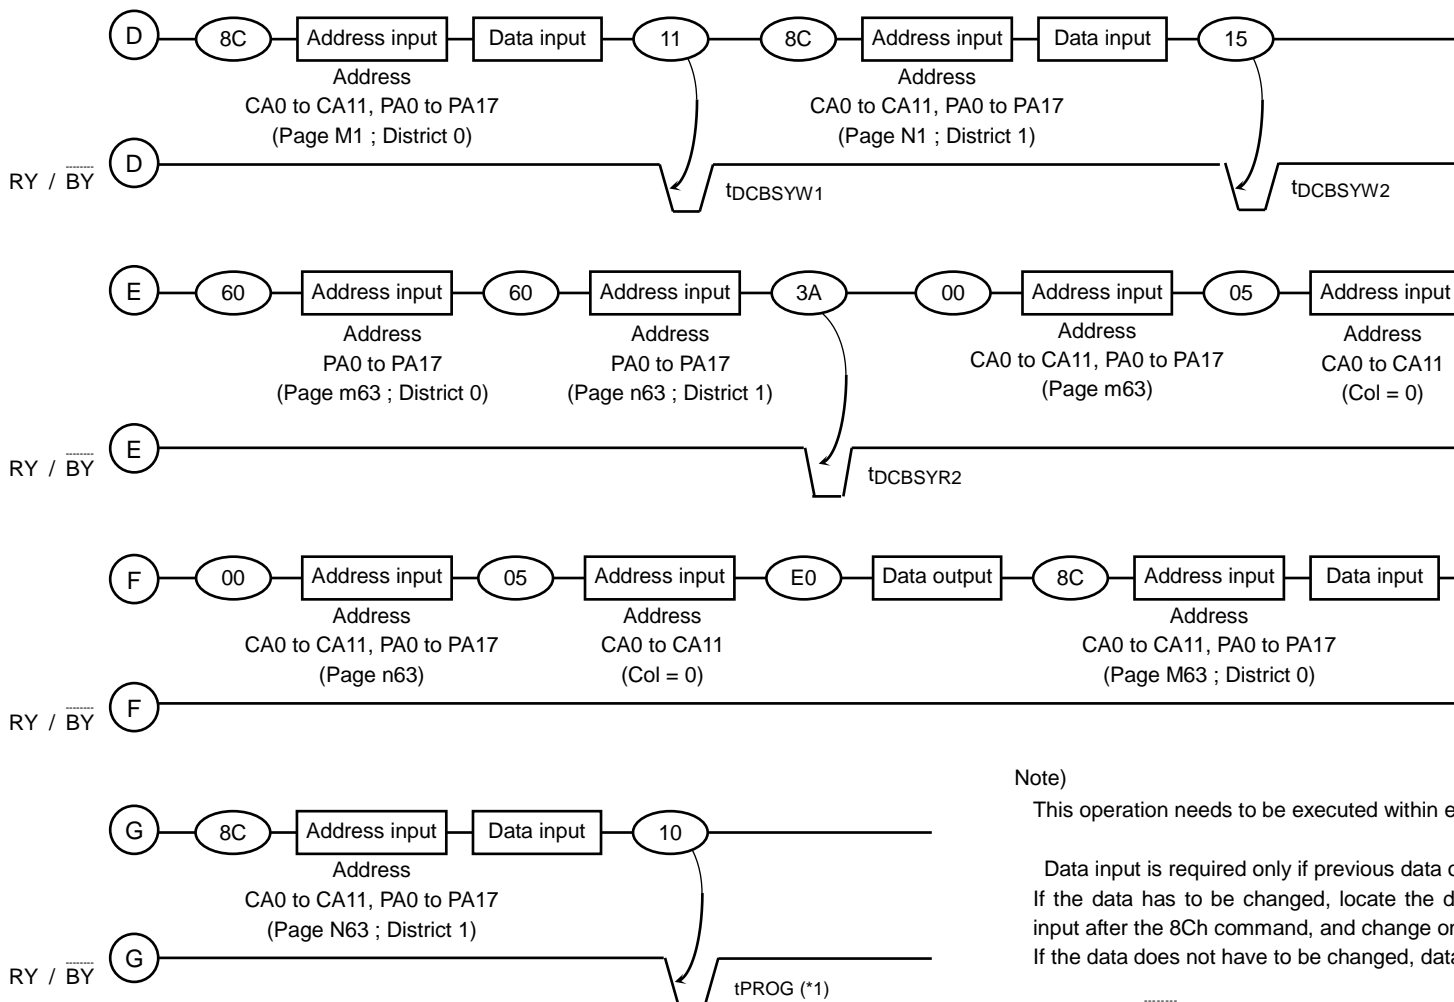 D 8C Address input Data input 11 8C Address input Data input 15
Address Address
CA0 to CA11, PA0 to PA17 CA0 to CA11, PA0 to PA17
(Page M1 ; District 0) (Page N1 ; District 1)
RY / BY D
tDCBSYW1 tDCBSYW2
E 60 Address input 60 Address input 3A 00 Address input 05 Address input
Address Address Address Address
PA0 to PA17 PA0 to PA17 CA0 to CA11, PA0 to PA17 CA0 to CA11
(Page m63 ; District 0) (Page n63 ; District 1) (Page m63) (Col = 0)
RY / BY E
tDCBSYR2
F 00 Address input 05 Address input E0 Data output 8C Address input Data input
Address Address Address
CA0 to CA11, PA0 to PA17 CA0 to CA11 CA0 to CA11, PA0 to PA17
(Page n63) (Col = 0) (Page M63 ; District 0)
RY / BY F
G 8C Address input Data input 10
Address
CA0 to CA11, PA0 to PA17
(Page N63 ; District 1)
RY / BY G
tPROG (*1)
Note)
This operation needs to be executed within
Data input is required only if previous data
If the data has to be changed, locate the
input after the 8Ch command, and change
If the data does not have to be changed,